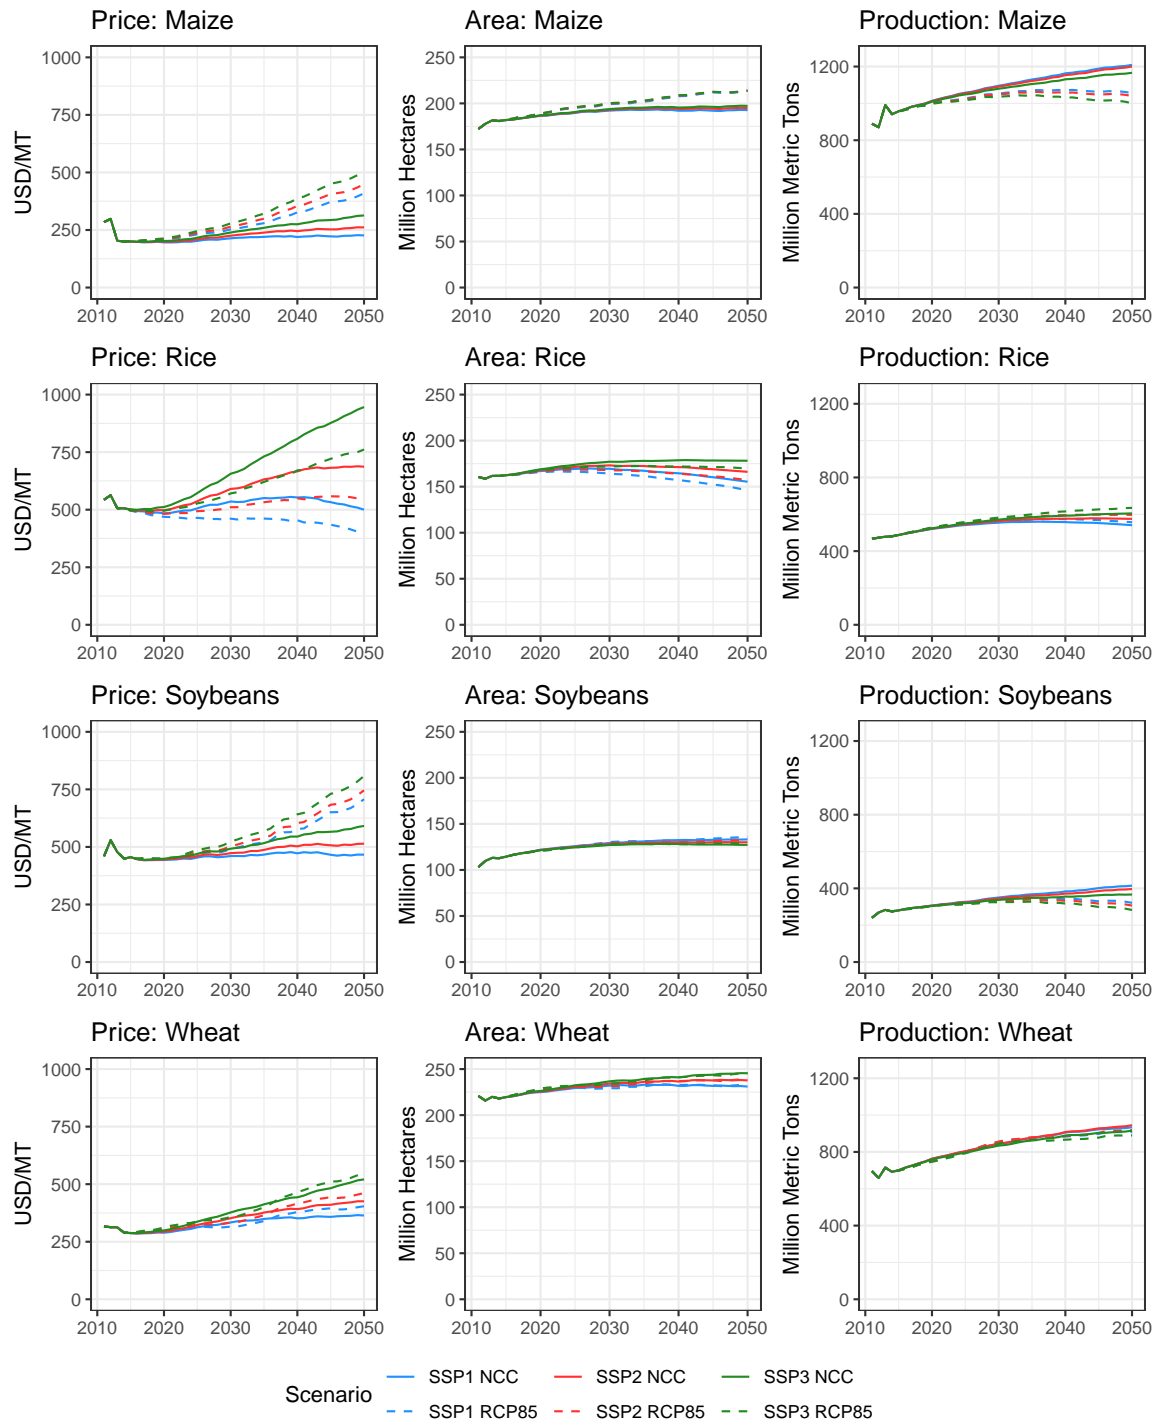 Price: Maize
Area: Maize
Production: Maize
USD/MT
1000
750
500
250
0
2010 2020 2030 2040 2050
Million Hectares
250
200
150
100
50
0
2010 2020 2030 2040 2050
Million Metric Tons
1200
800
400
0
2010 2020 2030 2040 2050
Price: Rice
Area: Rice
Production: Rice
USD/MT
1000
750
500
250
0
2010 2020 2030 2040 2050
Million Hectares
250
200
150
100
50
0
2010 2020 2030 2040 2050
Million Metric Tons
1200
800
400
0
2010 2020 2030 2040 2050
Price: Soybeans
Area: Soybeans
Production: Soybeans
USD/MT
1000
750
500
250
0
2010 2020 2030 2040 2050
Million Hectares
250
200
150
100
50
0
2010 2020 2030 2040 2050
Million Metric Tons
1200
800
400
0
2010 2020 2030 2040 2050
Price: Wheat
Area: Wheat
Production: Wheat
USD/MT
1000
750
500
250
0
2010 2020 2030 2040 2050
Million Hectares
250
200
150
100
50
0
2010 2020 2030 2040 2050
Million Metric Tons
1200
800
400
0
2010 2020 2030 2040 2050
Scenario
SSP1 NCC SSP2 NCC SSP3 NCC
SSP1 RCP85 SSP2 RCP85 SSP3 RCP85